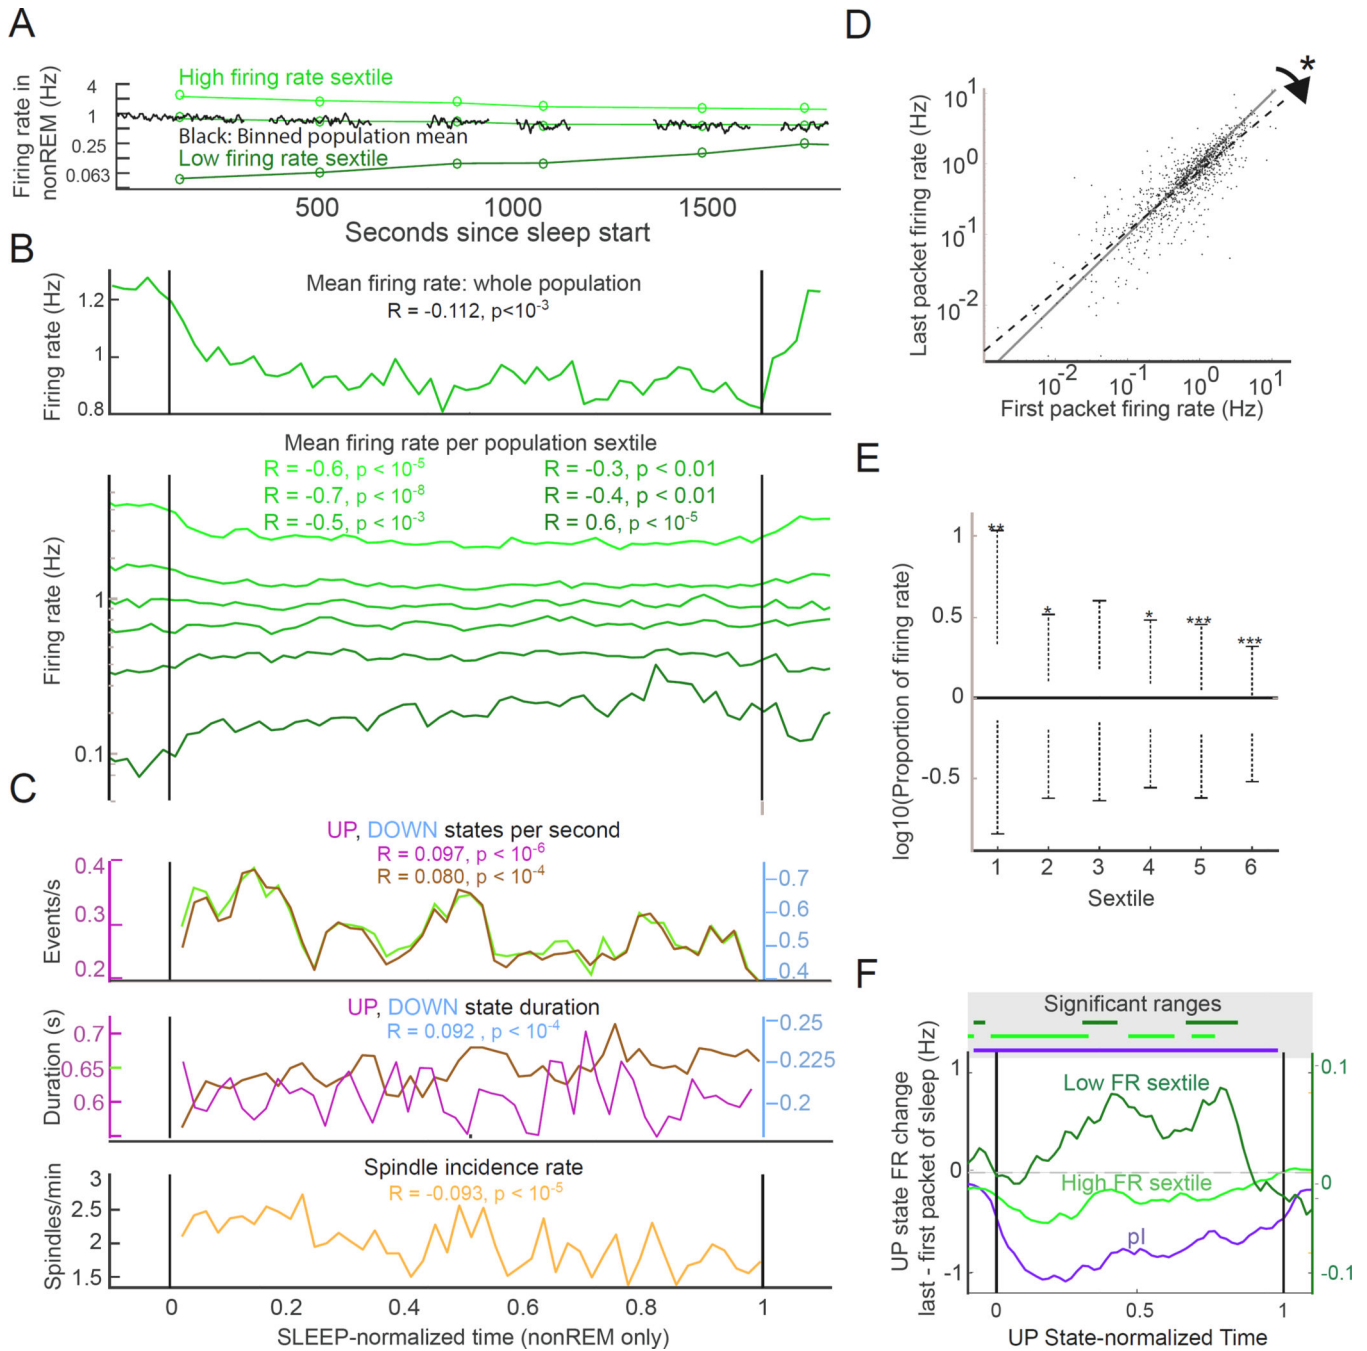 A
Firing rate in
nonREM (Hz)
4
1
0.25
0.063
High firing rate sextile
Black: Binned population mean
Low firing rate sextile
500
1000
1500
Seconds since sleep start
B
Firing rate (Hz)
1.2
1
0.8
Mean firing rate: whole population
R = -0.112, p<10-3
Mean firing rate per population sextile
R = -0.6, p < 10-5
R = -0.7, p < 10-8
R = -0.5, p < 10-3
R = -0.3, p < 0.01
R = -0.4, p < 0.01
R = 0.6, p < 10-5
Firing rate (Hz)
1
0.1
C
UP, DOWN states per second
R = 0.097, p < 10-6
R = 0.080, p < 10-4
Events/s
0.4
0.3
0.2
0.7
0.6
0.5
0.4
UP, DOWN state duration
R = 0.092 , p < 10-4
Duration (s)
0.7
0.65
0.6
0.25
0.225
0.2
Spindle incidence rate
R = -0.093, p < 10-5
Spindles/min
3
2.5
2
1.5
0
0.2
0.4
0.6
0.8
1
SLEEP-normalized time (nonREM only)
D
*
Last packet firing rate (Hz)
101
100
10-1
10-2
10-2
10-1
100
101
First packet firing rate (Hz)
E
log10(Proportion of firing rate)
1
0.5
0
-0.5
**
*
*
***
***
1 2 3 4 5 6
Sextile
F
Significant ranges
UP state FR change
last - first packet of sleep (Hz)
1
0
-1
0.1
0
-0.1
Low FR sextile
High FR sextile
pI
0
0.5
1
UP State-normalized Time